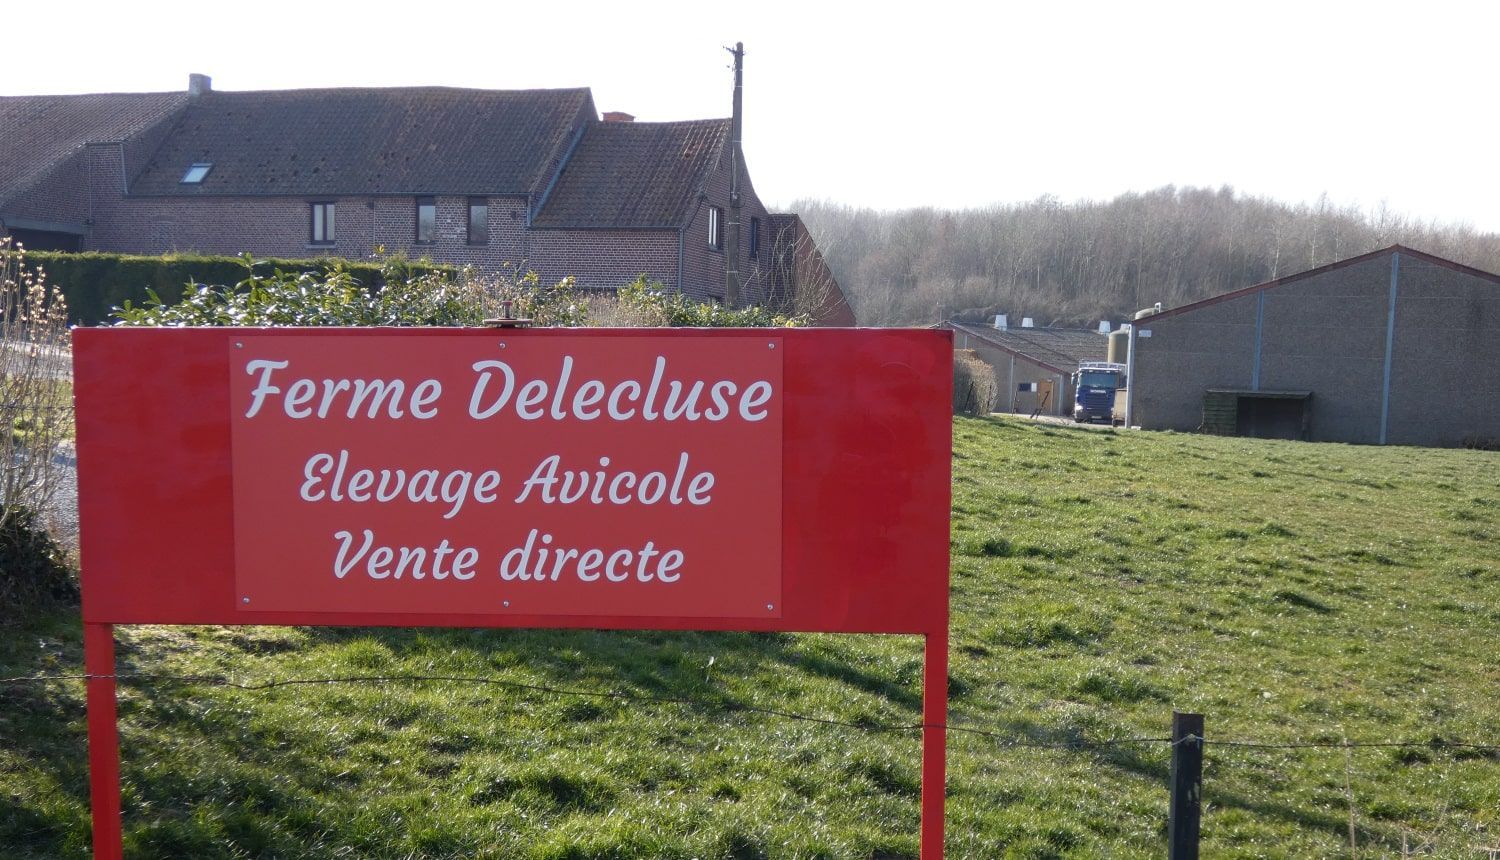 Ferme Delecluse
Elevage Avicole
Vente directe